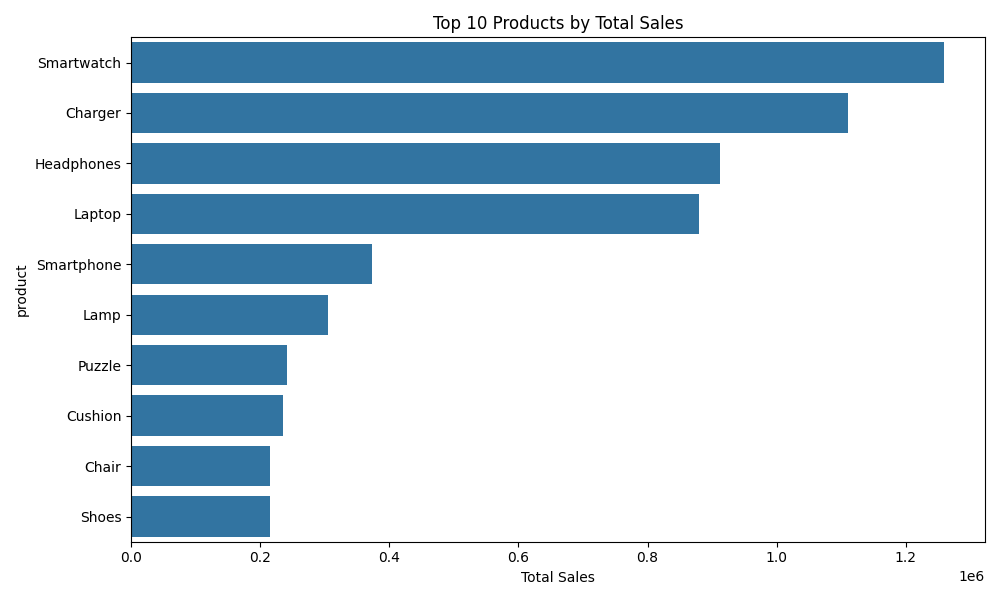 Top 10 Products by Total Sales
product
Smartwatch
Charger
Headphones
Laptop
Smartphone
Lamp
Puzzle
Cushion
Chair
Shoes
0.0 0.2 0.4 0.6 0.8 1.0 1.2
1e6
Total Sales